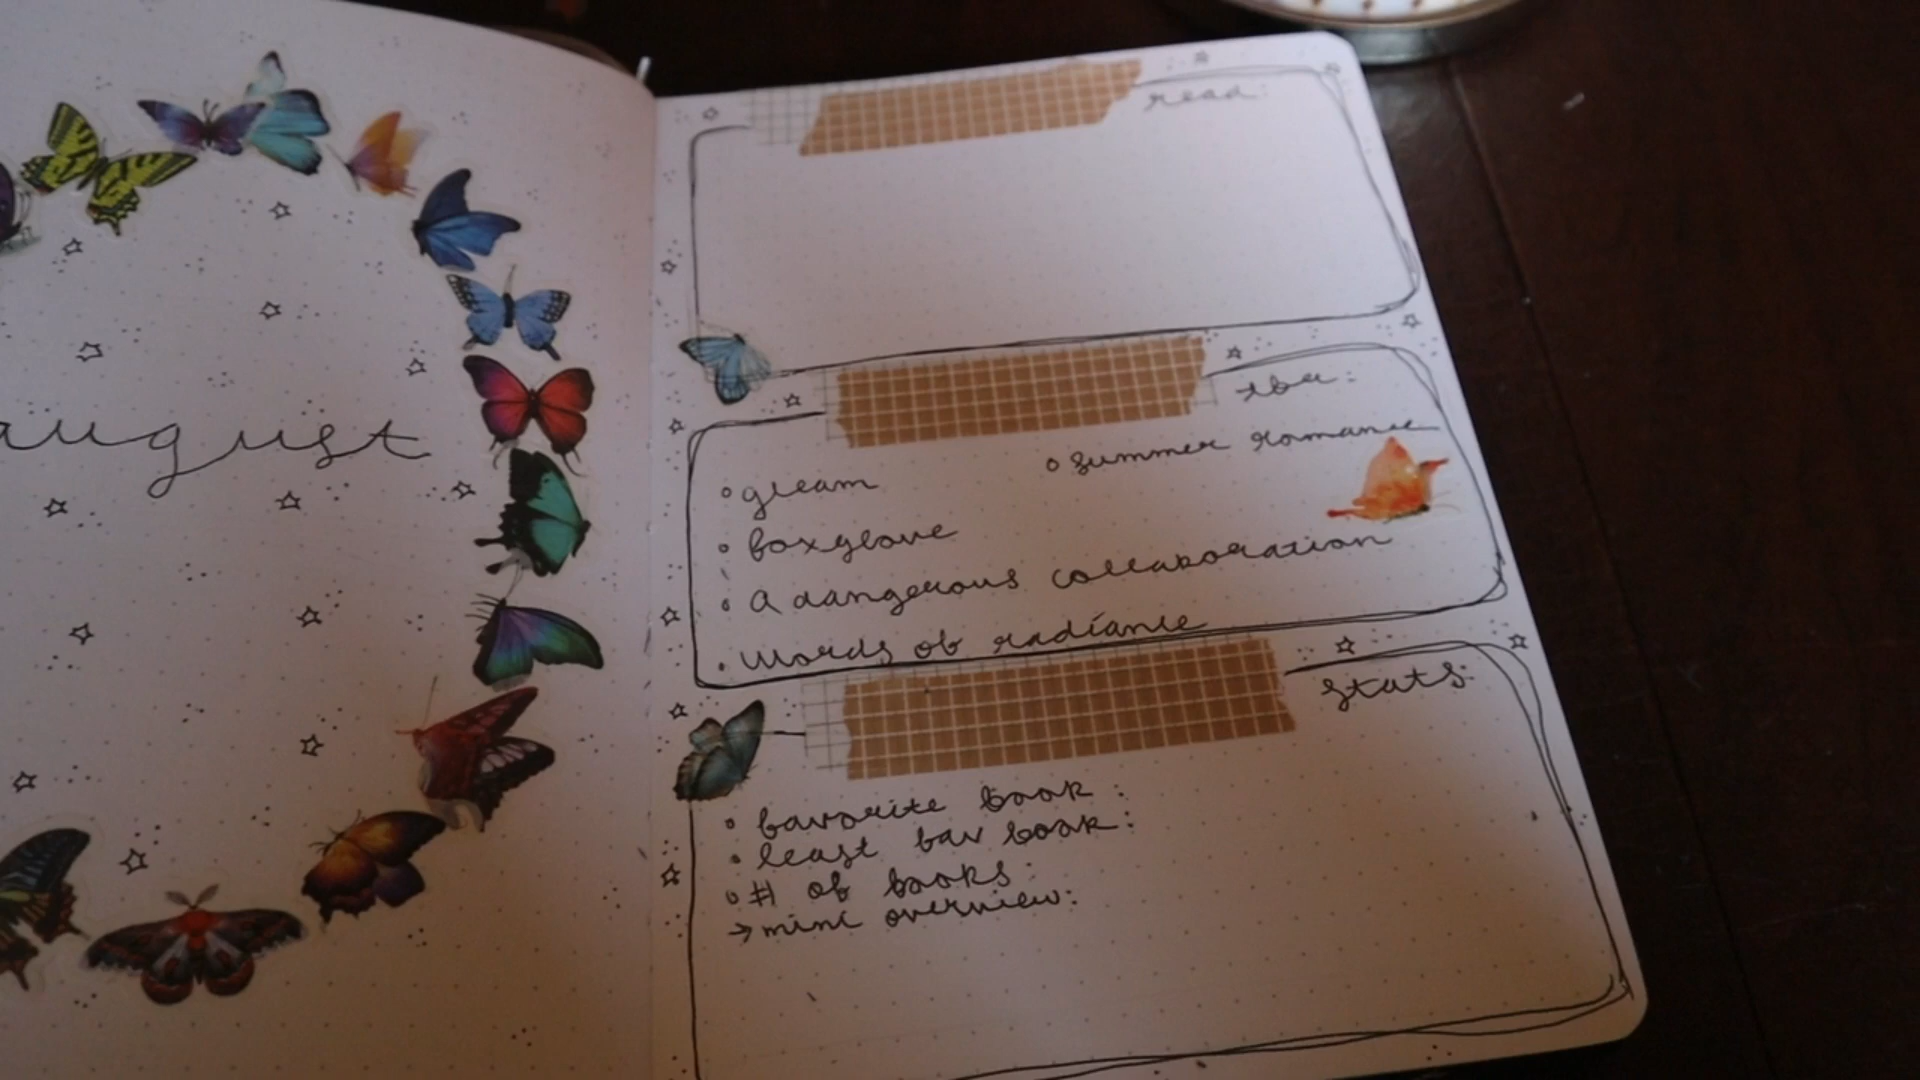 august
read:
tbr:
summer romance
gleam
foxglove
A dangerous collaboration
Words of radiance
stats:
favorite book :
least fav book:
# of books:
→ mini overview: